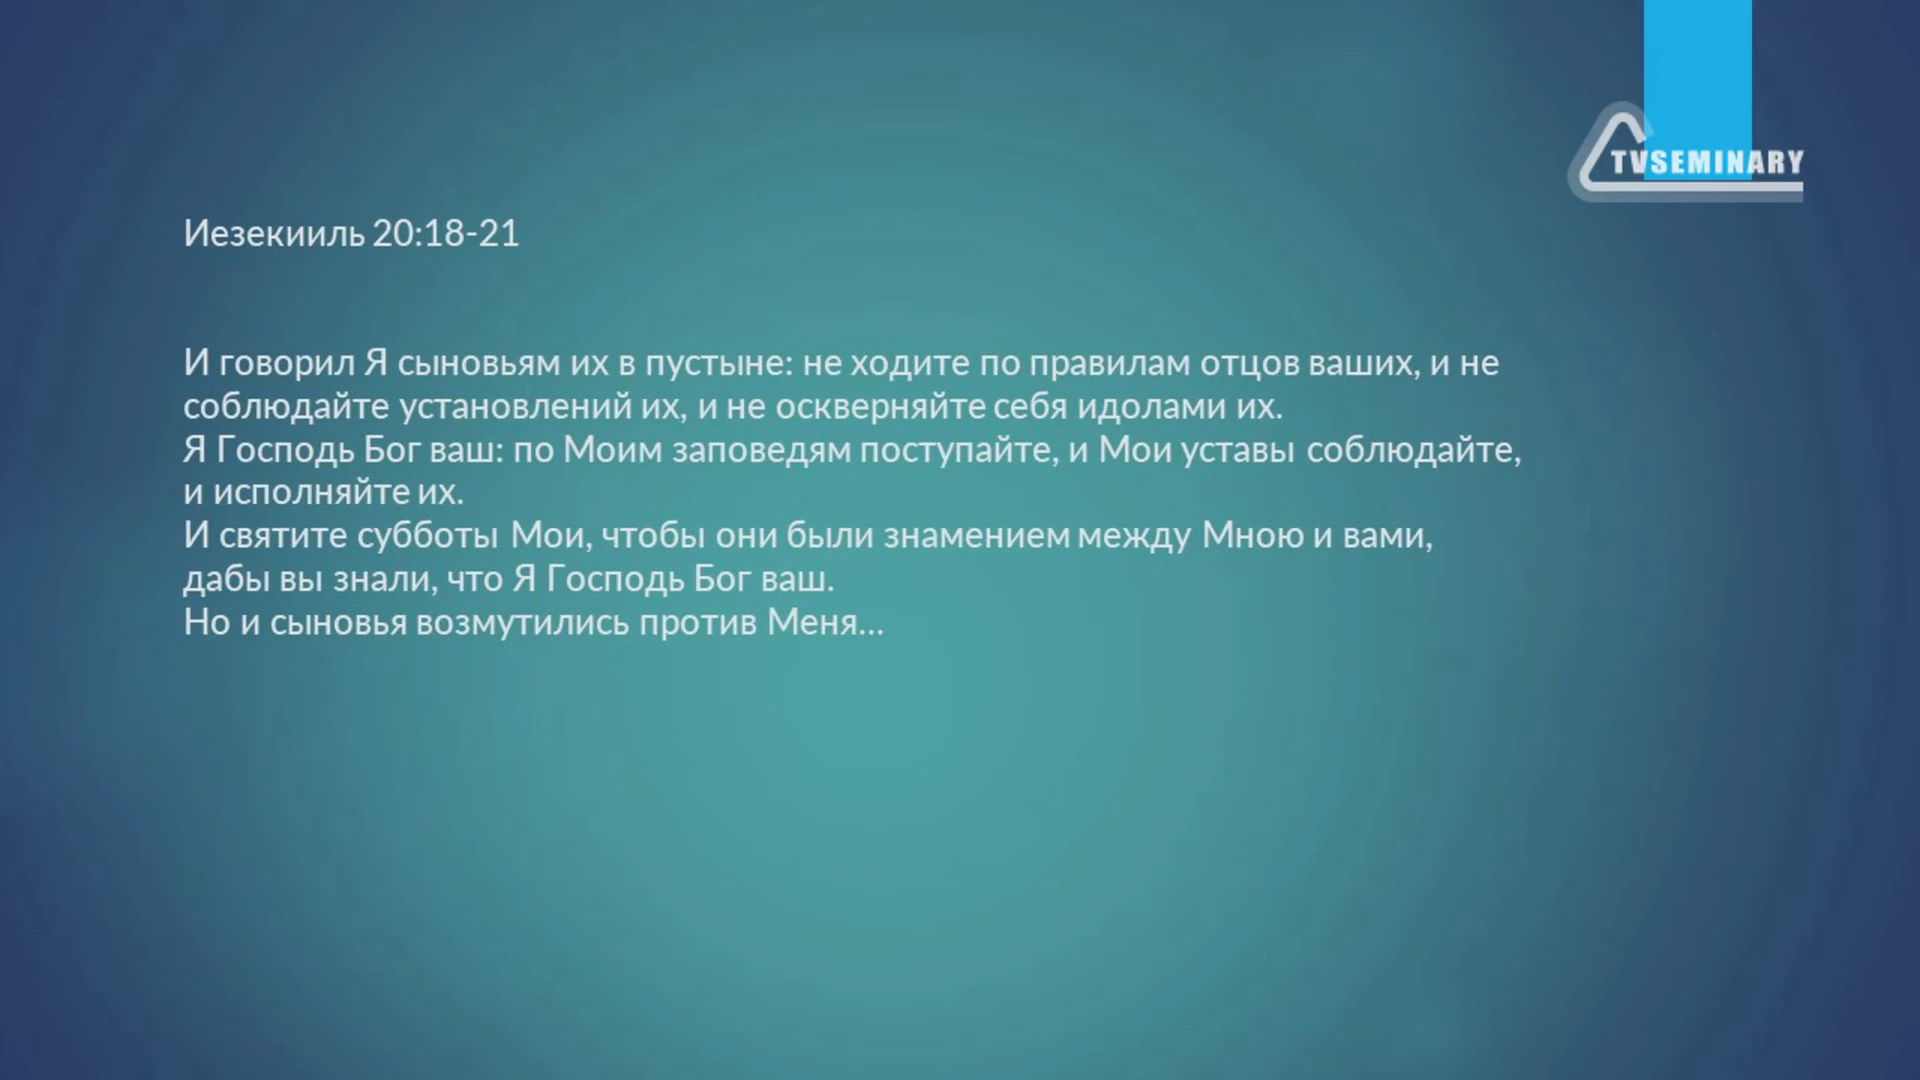 TVSEMINARY
Иезекииль 20:18-21
И говорил Я сыновьям их в пустыне: не ходите по правилам отцов ваших, и не
соблюдайте установлений их, и не оскверняйте себя идолами их.
Я Господь Бог ваш: по Моим заповедям поступайте, и Мои уставы соблюдайте,
и исполняйте их.
И святите субботы Мои, чтобы они были знамением между Мною и вами,
дабы вы знали, что Я Господь Бог ваш.
Но и сыновья возмутились против Меня...